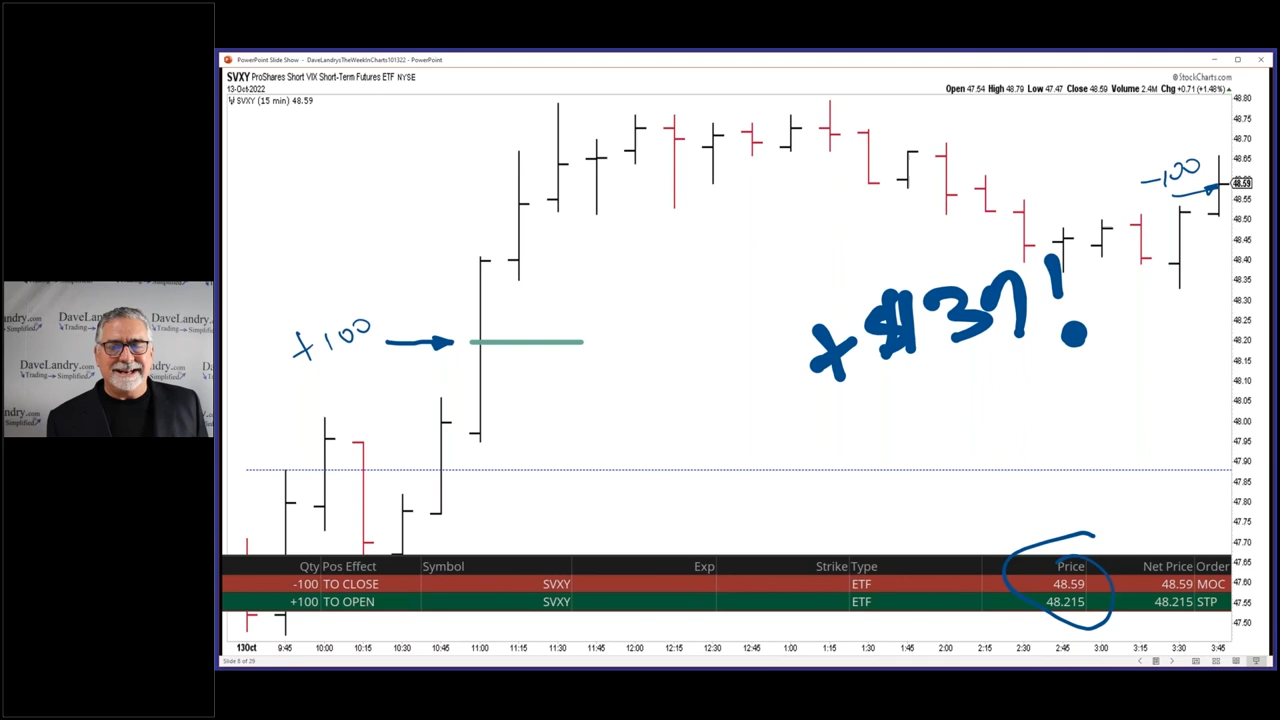 PowerPoint Slide Show - DaveLandrysTheWeekInCharts101322 - PowerPoint
SVXY ProShares Short VIX Short-Term Futures ETF NYSE
© StockCharts.com
13-Oct-2022
Open 47.54 High 48.79 Low 47.47 Close 48.59 Volume 2.4M Chg +0.71 (+1.48%)
SVXY (15 min) 48.59
48.80
48.75
48.70
48.65
48.59
48.55
48.50
48.45
48.40
48.35
48.30
48.25
48.20
48.15
48.10
48.05
48.00
47.95
47.90
47.85
47.80
47.75
47.70
47.65
47.60
47.55
47.50
-100
+100
+$37!
Qty Pos Effect Symbol Exp Strike Type Price Net Price Order
-100 TO CLOSE SVXY ETF 48.59 48.59 MOC
+100 TO OPEN SVXY ETF 48.215 48.215 STP
13Oct 9:45 10:00 10:15 10:30 10:45 11:00 11:15 11:30 11:45 12:00 12:15 12:30 12:45 1:00 1:15 1:30 1:45 2:00 2:15 2:30 2:45 3:00 3:15 3:30 3:45
Slide 8 of 29
DaveLandry.com
Trading Simplified